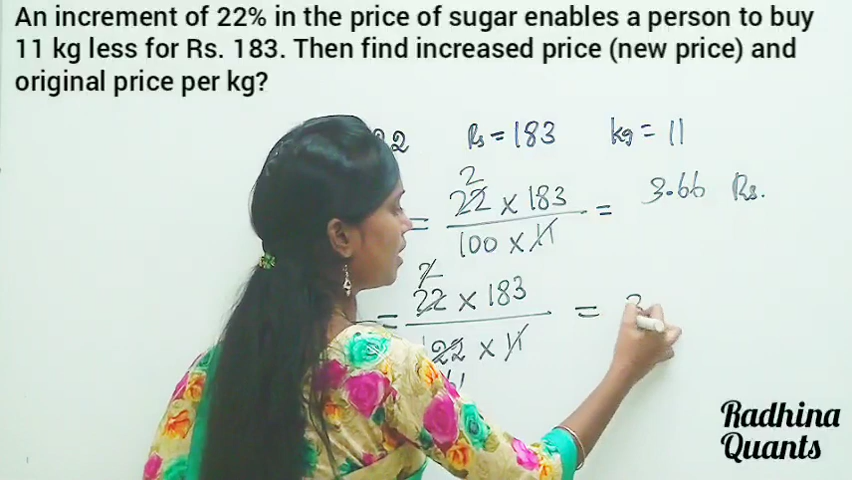 An increment of 22% in the price of sugar enables a person to buy
11 kg less for Rs. 183. Then find increased price (new price) and
original price per kg?
22 Rs = 183 kg = 11
2
= 22 × 183 / 100 × 11 = 3.66 Rs.
2
= 22 × 183 / 122 × 11 =
Radhina
Quants